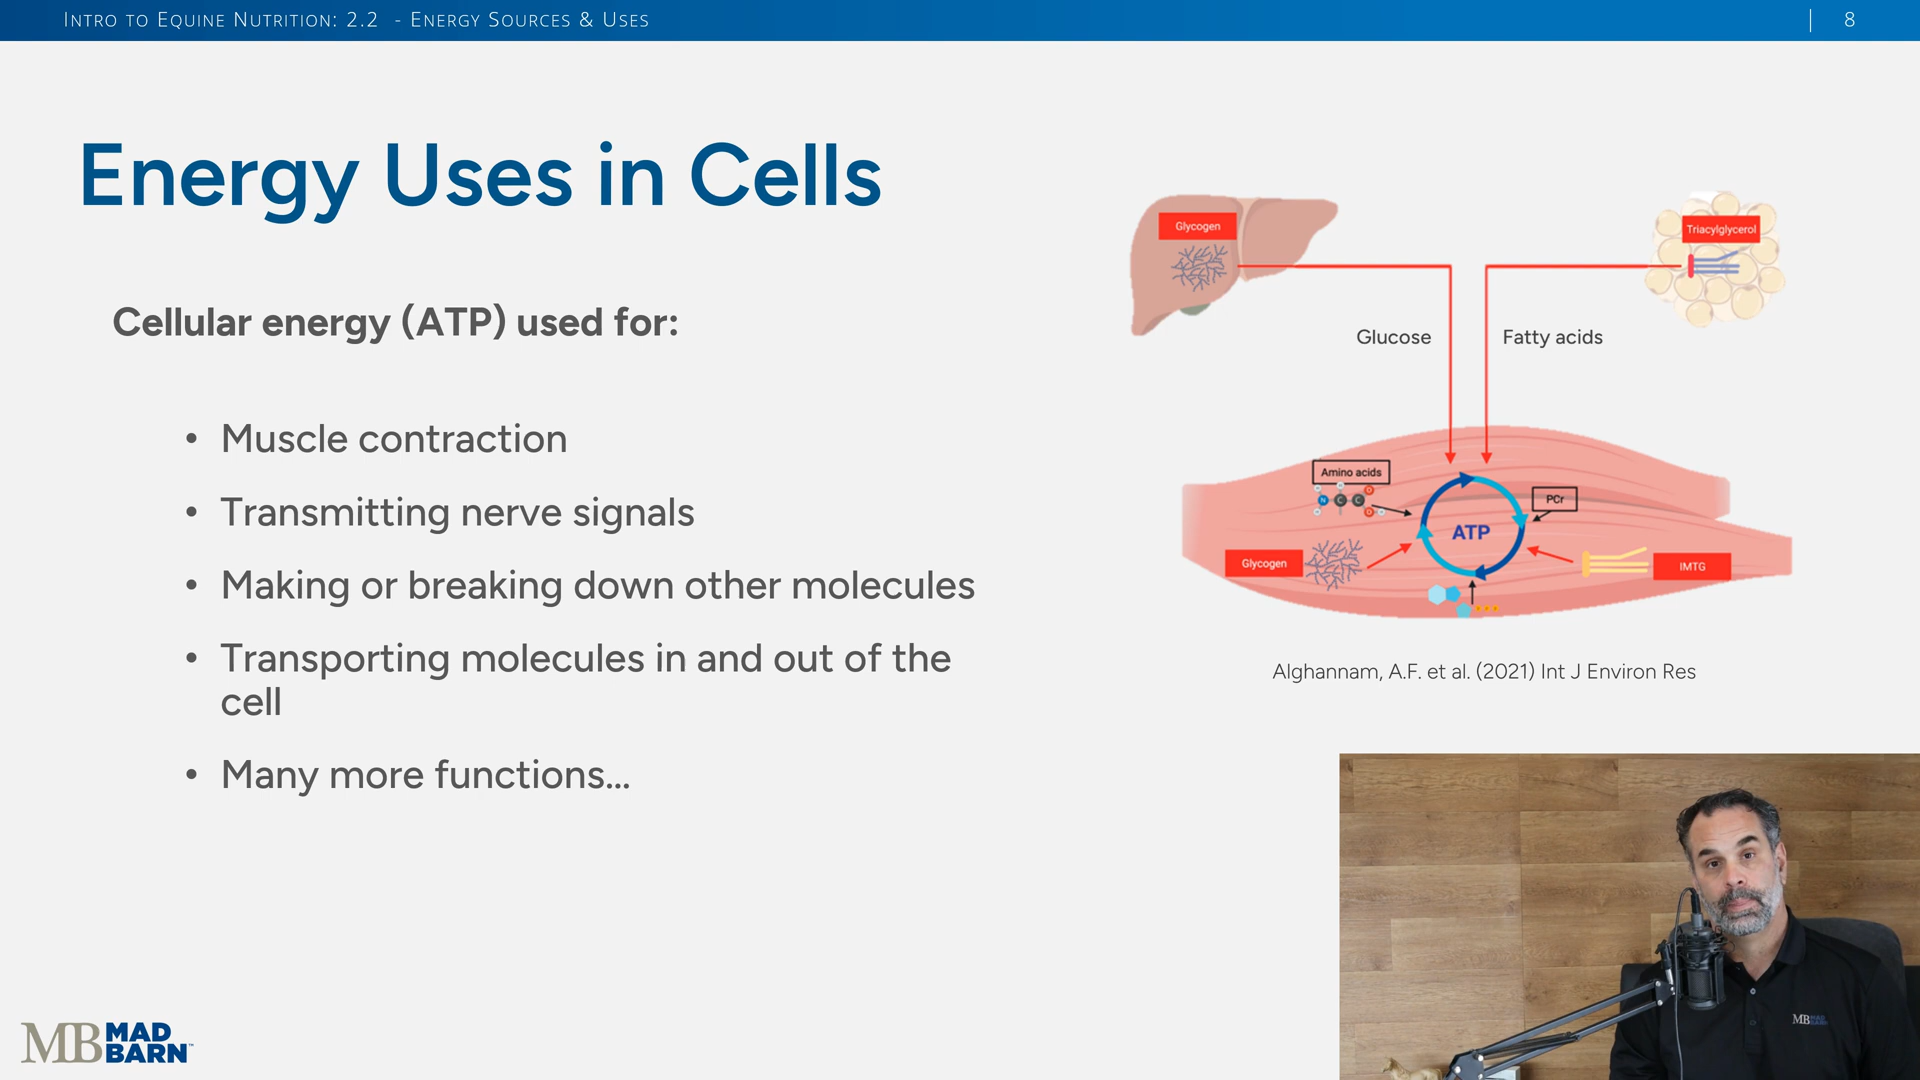 INTRO TO EQUINE NUTRITION: 2.2 - ENERGY SOURCES & USES
| 8
Energy Uses in Cells
Cellular energy (ATP) used for:
• Muscle contraction
• Transmitting nerve signals
• Making or breaking down other molecules
• Transporting molecules in and out of the
cell
• Many more functions...
Glycogen
Triacylglycerol
Glucose
Fatty acids
Amino acids
N C C
PCr
ATP
Glycogen
IMTG
Alghannam, A.F. et al. (2021) Int J Environ Res
MB MAD
BARN™
MB MAD
BARN